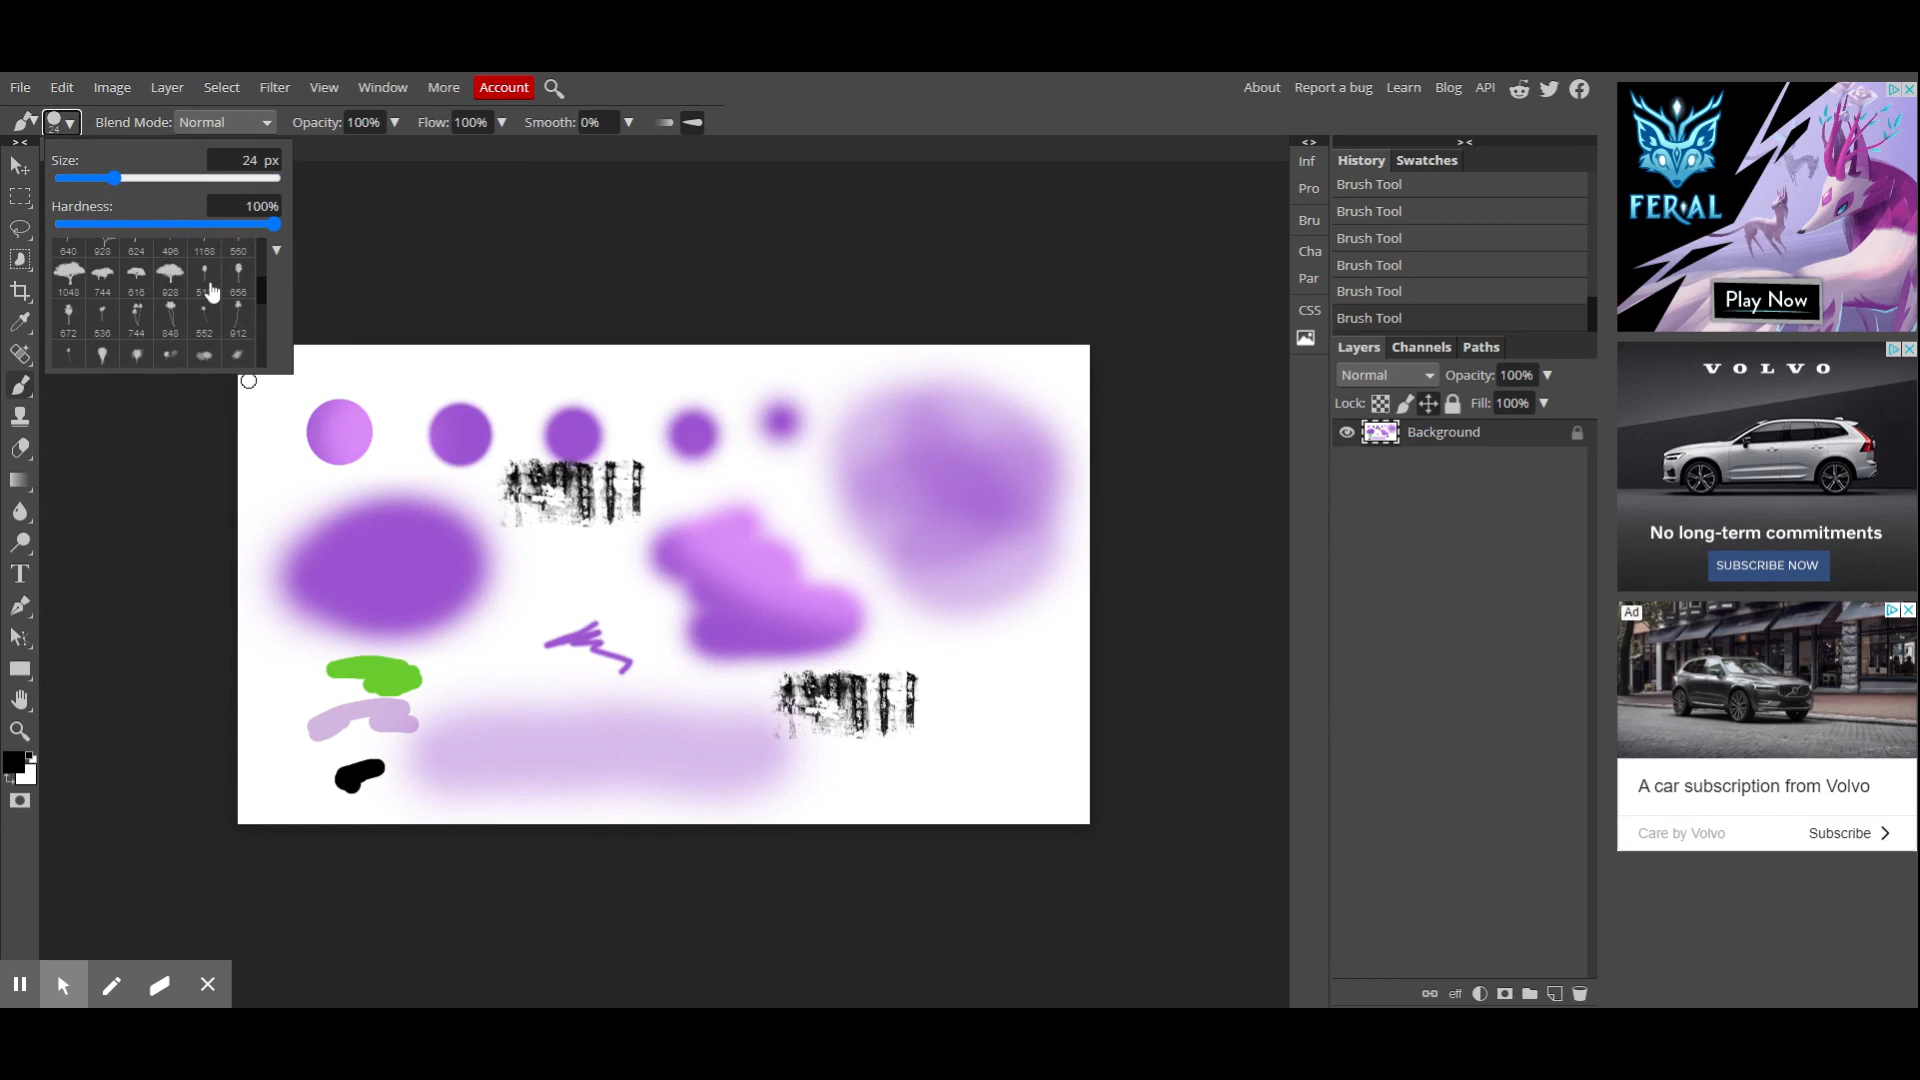 File Edit Image Layer Select Filter View Window More Account
About Report a bug Learn Blog API
24 Blend Mode: Normal Opacity: 100% Flow: 100% Smooth: 0%
Size: 24 px
Hardness: 100%
640 928 624 496 1168 560
1048 744 616 928 656
672 536 744 848 552 912
Inf
Pro
Bru
Cha
Par
CSS
History Swatches
Brush Tool
Brush Tool
Brush Tool
Brush Tool
Brush Tool
Brush Tool
Layers Channels Paths
Normal Opacity: 100%
Lock: Fill: 100%
Background
eff
FERAL
Play Now
VOLVO
No long-term commitments
SUBSCRIBE NOW
Ad
A car subscription from Volvo
Care by Volvo Subscribe